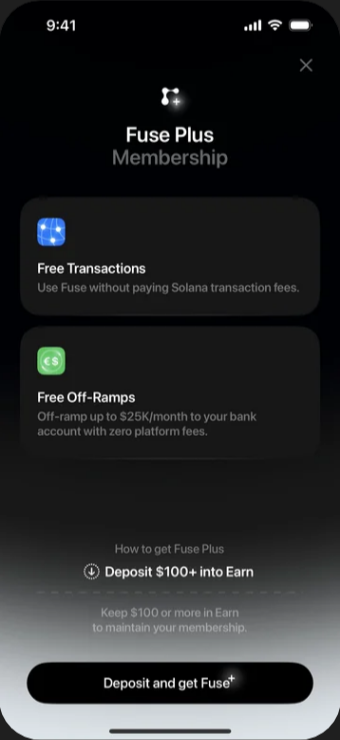 9:41
Fuse Plus
Membership
Free Transactions
Use Fuse without paying Solana transaction fees.
€$
Free Off-Ramps
Off-ramp up to $25K/month to your bank
account with zero platform fees.
How to get Fuse Plus
Deposit $100+ into Earn
Keep $100 or more in Earn
to maintain your membership.
Deposit and get Fuse+